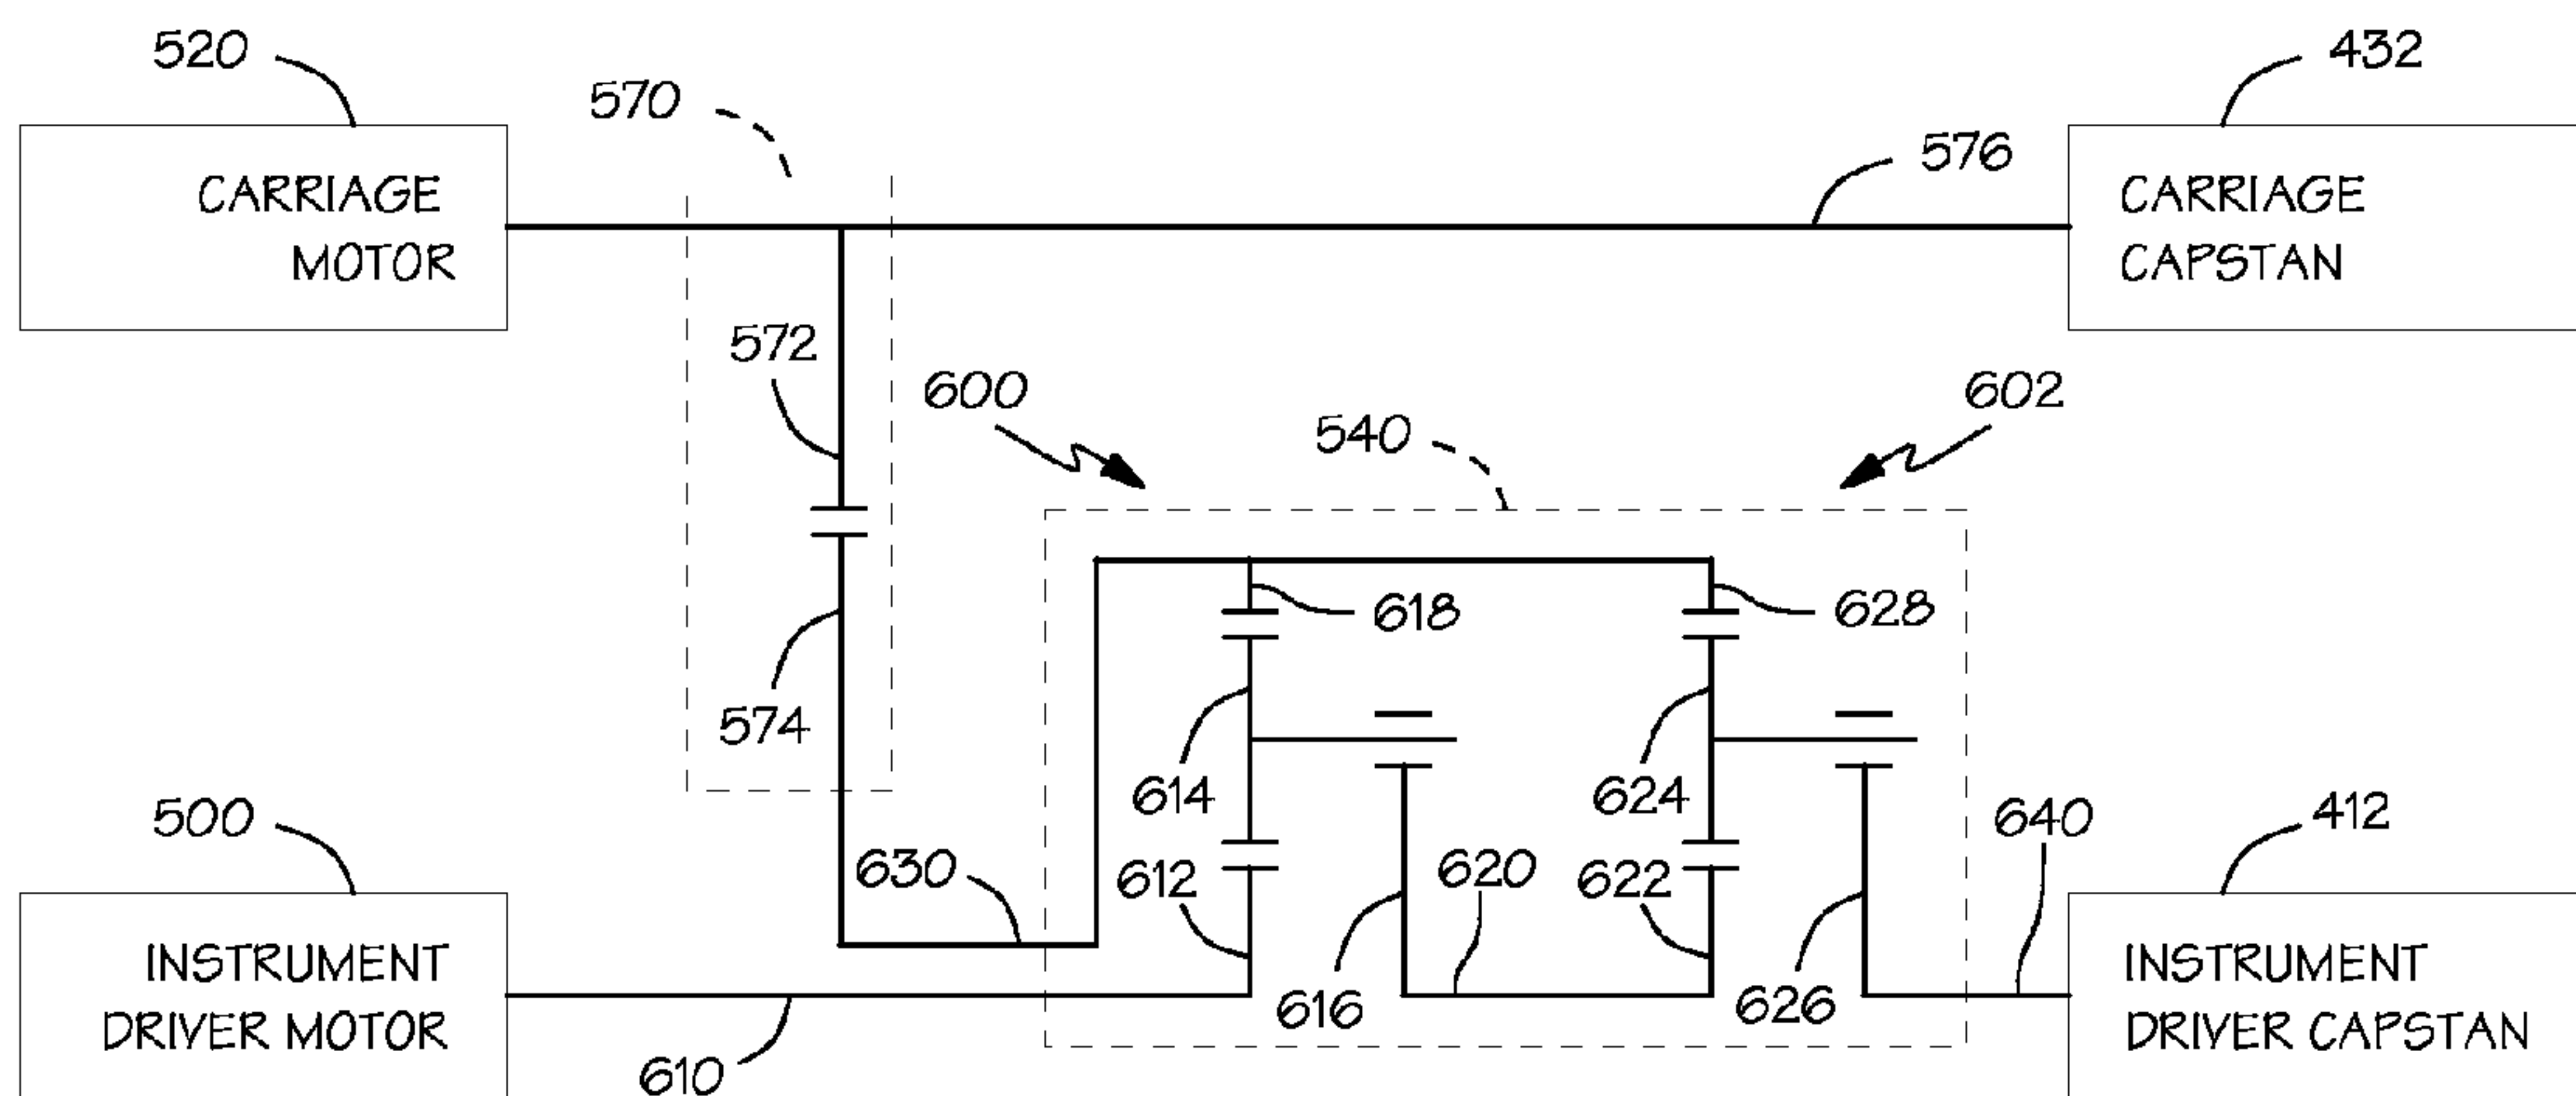 520
432
570
576
CARRIAGE
MOTOR
CARRIAGE
CAPSTAN
572
600
602
540
618
628
574
614
624
500
412
640
630
612
620
622
616
626
INSTRUMENT
DRIVER MOTOR
INSTRUMENT
DRIVER CAPSTAN
610